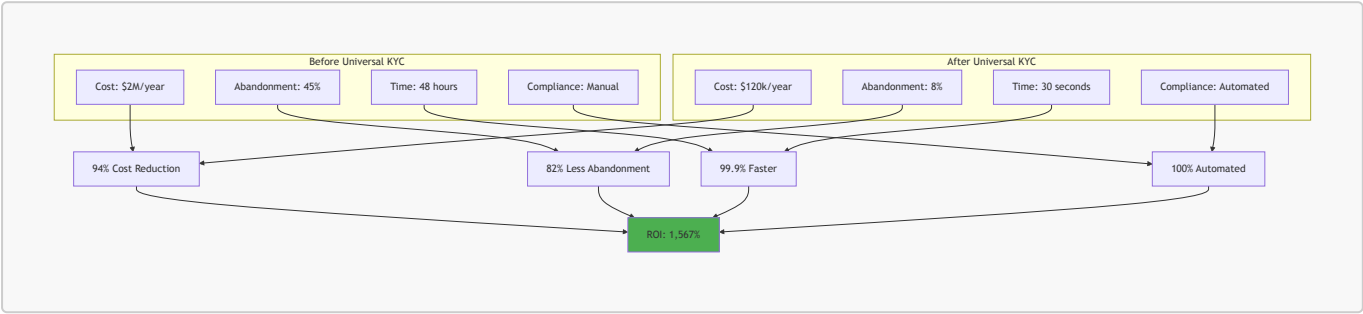 Before Universal KYC
Cost: $2M/year
Abandonment: 45%
Time: 48 hours
Compliance: Manual
After Universal KYC
Cost: $120k/year
Abandonment: 8%
Time: 30 seconds
Compliance: Automated
94% Cost Reduction
82% Less Abandonment
99.9% Faster
100% Automated
ROI: 1,567%